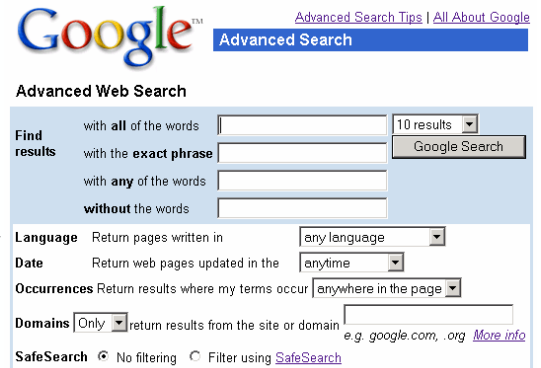 Google™ Advanced Search Tips | All About Google
Advanced Search
Advanced Web Search
Find results
with all of the words 10 results
with the exact phrase Google Search
with any of the words
without the words
Language Return pages written in any language
Date Return web pages updated in the anytime
Occurrences Return results where my terms occur anywhere in the page
Domains Only return results from the site or domain
e.g. google.com, .org More info
SafeSearch No filtering Filter using SafeSearch